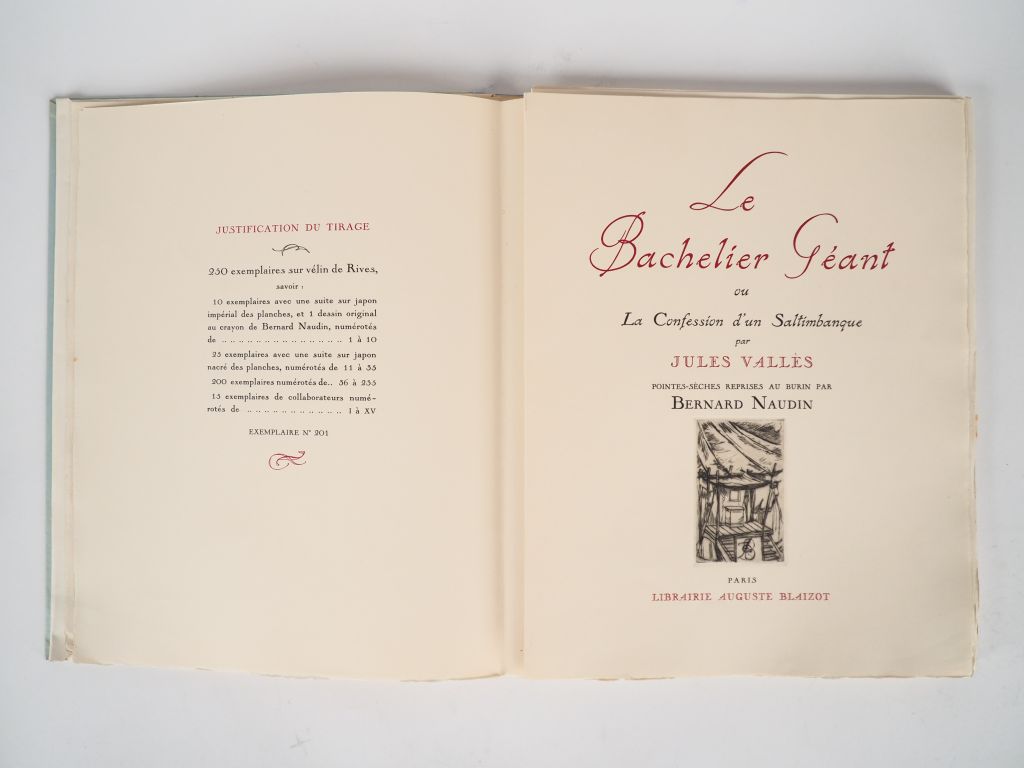 JUSTIFICATION DU TIRAGE
250 exemplaires sur vélin de Rives,
savoir :
10 exemplaires avec une suite sur japon
impérial des planches, et 1 dessin original
au crayon de Bernard Naudin, numérotés
de .. .. .. .. .. .. .. .. .. .. .. .. .. .. 1 à 10
25 exemplaires avec une suite sur japon
nacré des planches, numérotés de 11 à 35
200 exemplaires numérotés de.. 36 à 235
15 exemplaires de collaborateurs numé-
rotés de .. .. .. .. .. .. .. .. .. .. .. I à XV
EXEMPLAIRE N° 201
Le
Bachelier Géant
ou
La Confession d'un Saltimbanque
par
JULES VALLÈS
POINTES-SÈCHES REPRISES AU BURIN PAR
BERNARD NAUDIN
PARIS
LIBRAIRIE AUGUSTE BLAIZOT